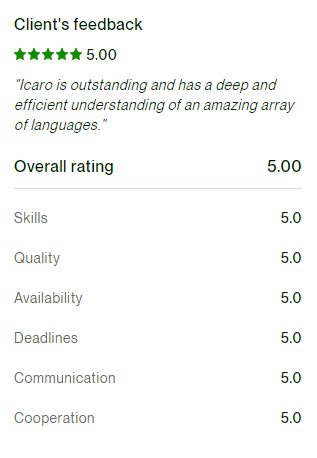 Client's feedback
5.00
"Icaro is outstanding and has a deep and
efficient understanding of an amazing array
of languages."
Overall rating 5.00
Skills 5.0
Quality 5.0
Availability 5.0
Deadlines 5.0
Communication 5.0
Cooperation 5.0